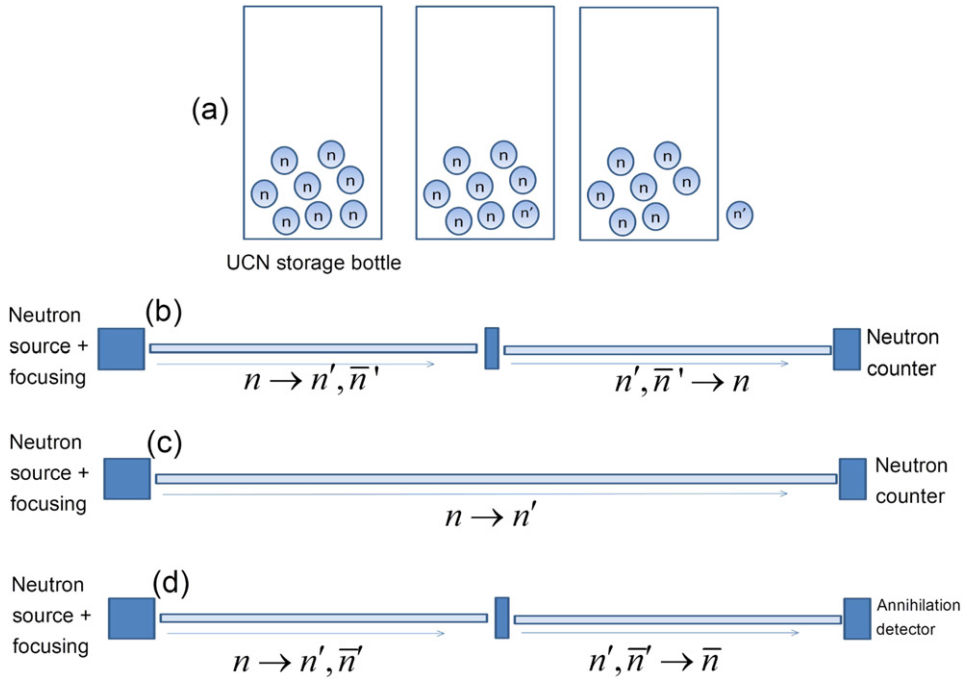 (a)
n n n n n n n n
n n n n n n n n'
n n n n n n n n'
UCN storage bottle
(b)
Neutron
source +
focusing
n → n′, n̅ '
n′, n̅ ' → n
Neutron
counter
(c)
Neutron
source +
focusing
n → n′
Neutron
counter
(d)
Neutron
source +
focusing
n → n′, n̅′
n′, n̅′ → n̅
Annihilation
detector